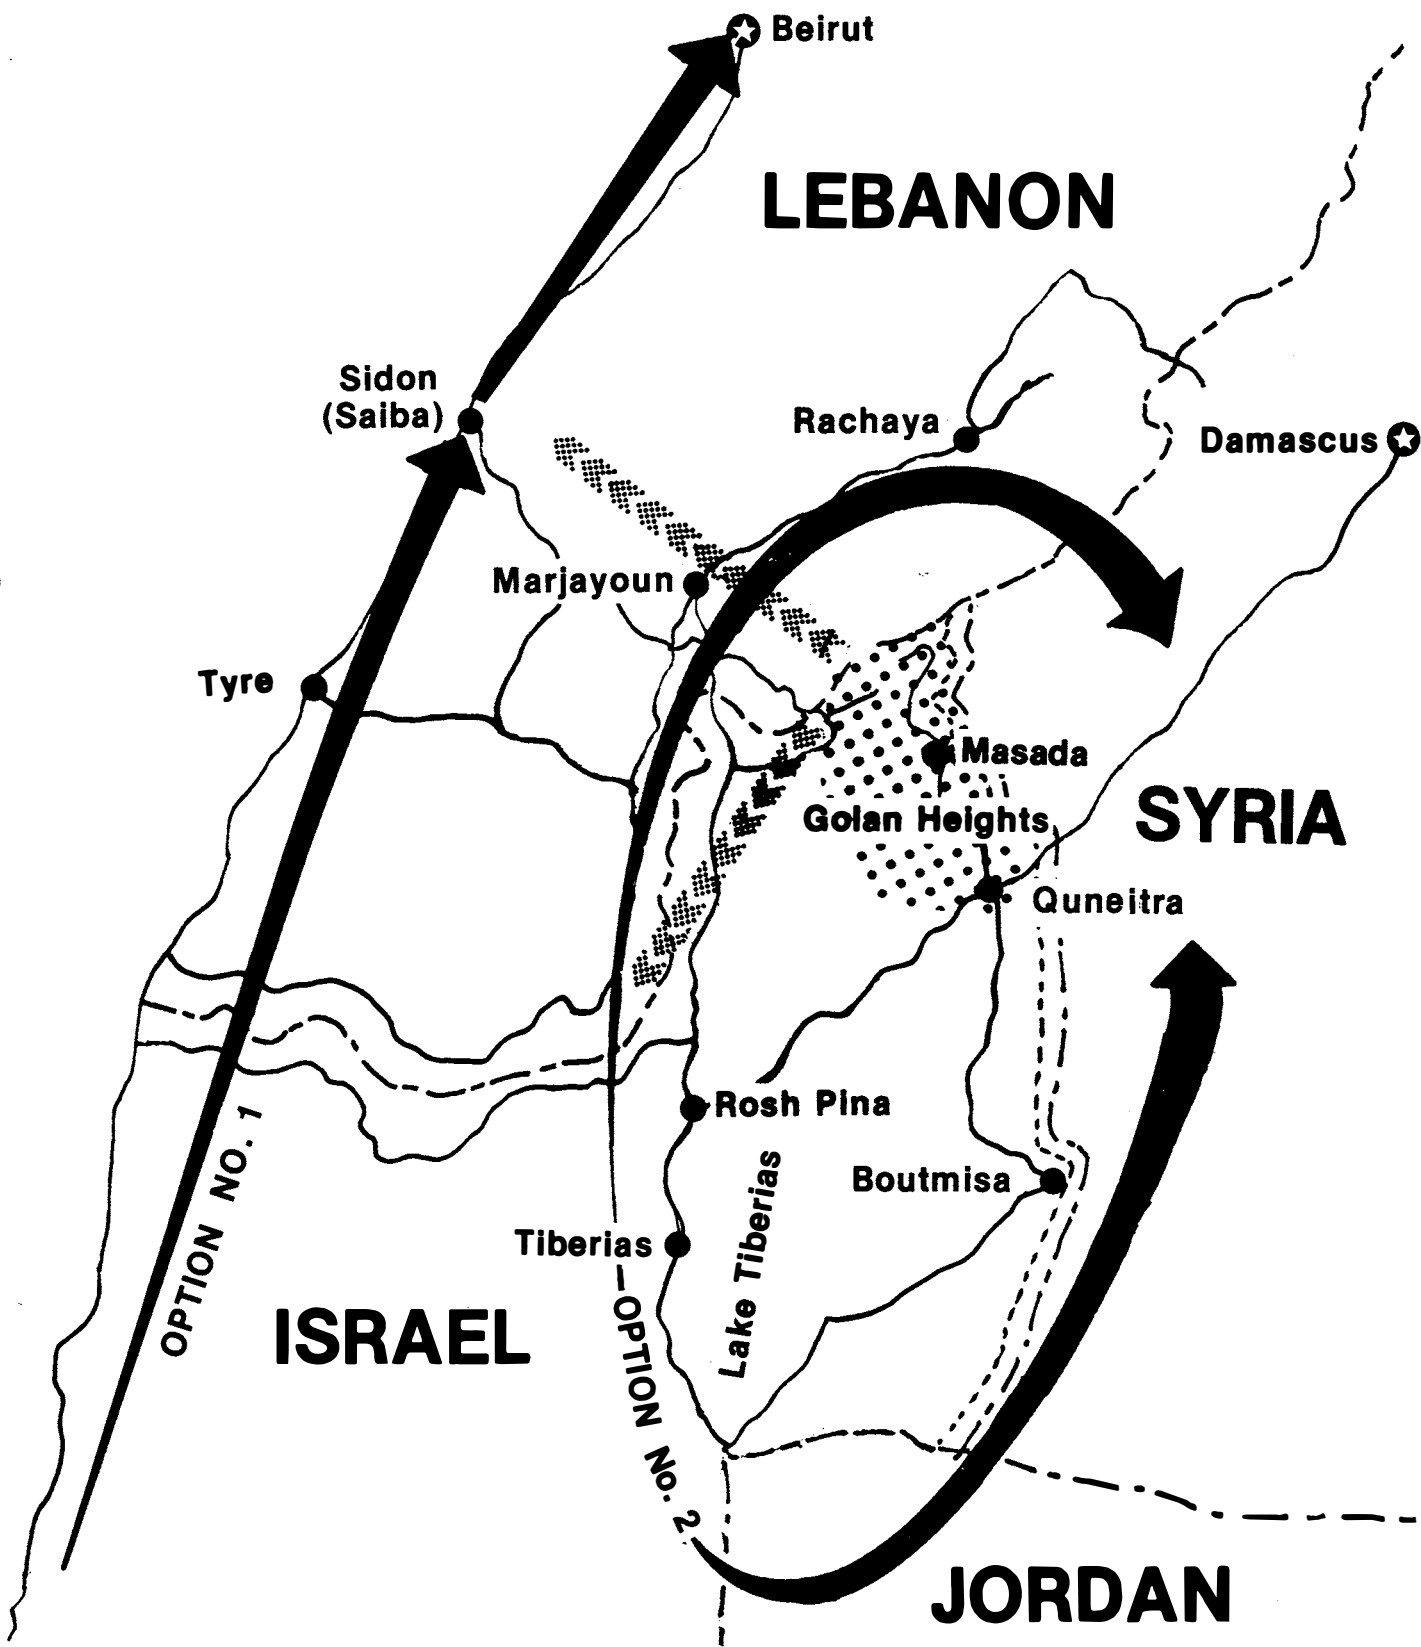 Beirut
LEBANON
Sidon
(Saiba)
Rachaya
Damascus
Marjayoun
Tyre
Masada
Golan Heights
SYRIA
Quneitra
Rosh Pina
OPTION NO. 1
Boutmisa
Lake Tiberias
Tiberias
ISRAEL
OPTION No. 2
JORDAN